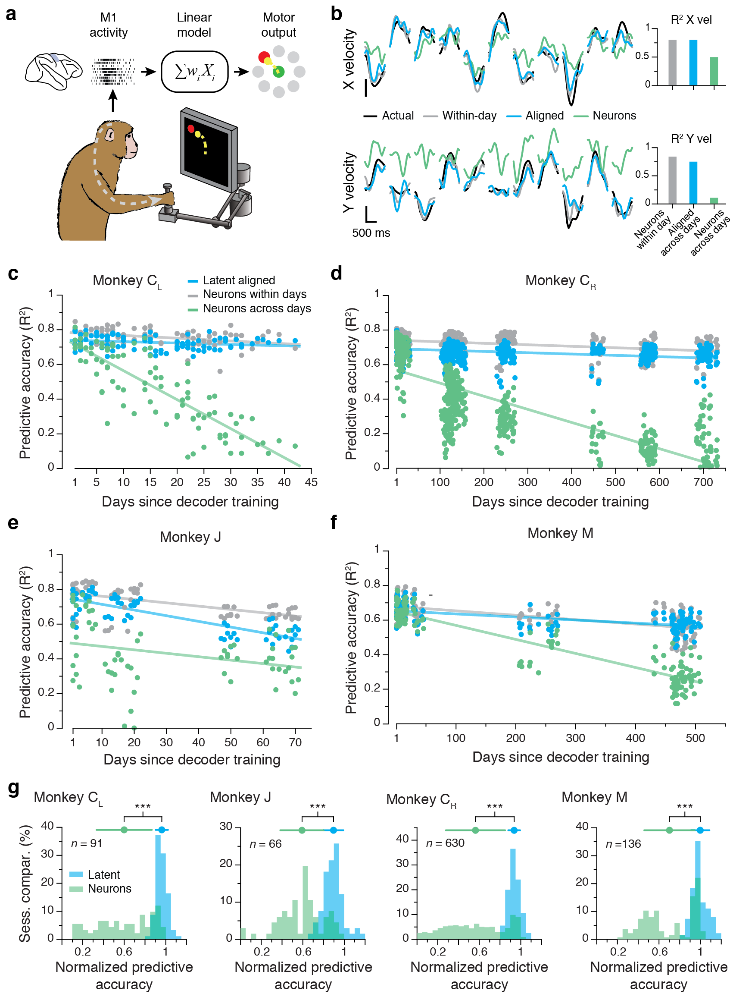 a
M1
activity
Linear
model
Motor
output
∑wᵢXᵢ
b
X velocity
R² X vel
1
0.5
0
Actual
Within-day
Aligned
Neurons
Y velocity
500 ms
R² Y vel
1
0.5
0
Neurons
within day
Aligned
across days
Neurons
across days
c
Monkey C_L
Latent aligned
Neurons within days
Neurons across days
Predictive accuracy (R²)
1
0.8
0.6
0.4
0.2
0
1 5 10 15 20 25 30 35 40 45
Days since decoder training
d
Monkey C_R
Predictive accuracy (R²)
1
0.8
0.6
0.4
0.2
0
1 100 200 300 400 500 600 700
Days since decoder training
e
Monkey J
Predictive accuracy (R²)
1
0.8
0.6
0.4
0.2
0
1 10 20 30 40 50 60 70
Days since decoder training
f
Monkey M
Predictive accuracy (R²)
1
0.8
0.6
0.4
0.2
0
1 100 200 300 400 500
Days since decoder training
g
Monkey C_L
***
Sess. compar. (%)
40
30
20
10
0
n = 91
Latent
Neurons
0.2 0.6 1
Normalized predictive
accuracy
Monkey J
***
30
20
10
0
n = 66
0.2 0.6 1
Normalized predictive
accuracy
Monkey C_R
***
40
30
20
10
0
n = 630
0.2 0.6 1
Normalized predictive
accuracy
Monkey M
***
40
30
20
10
0
n =136
0.2 0.6 1
Normalized predictive
accuracy